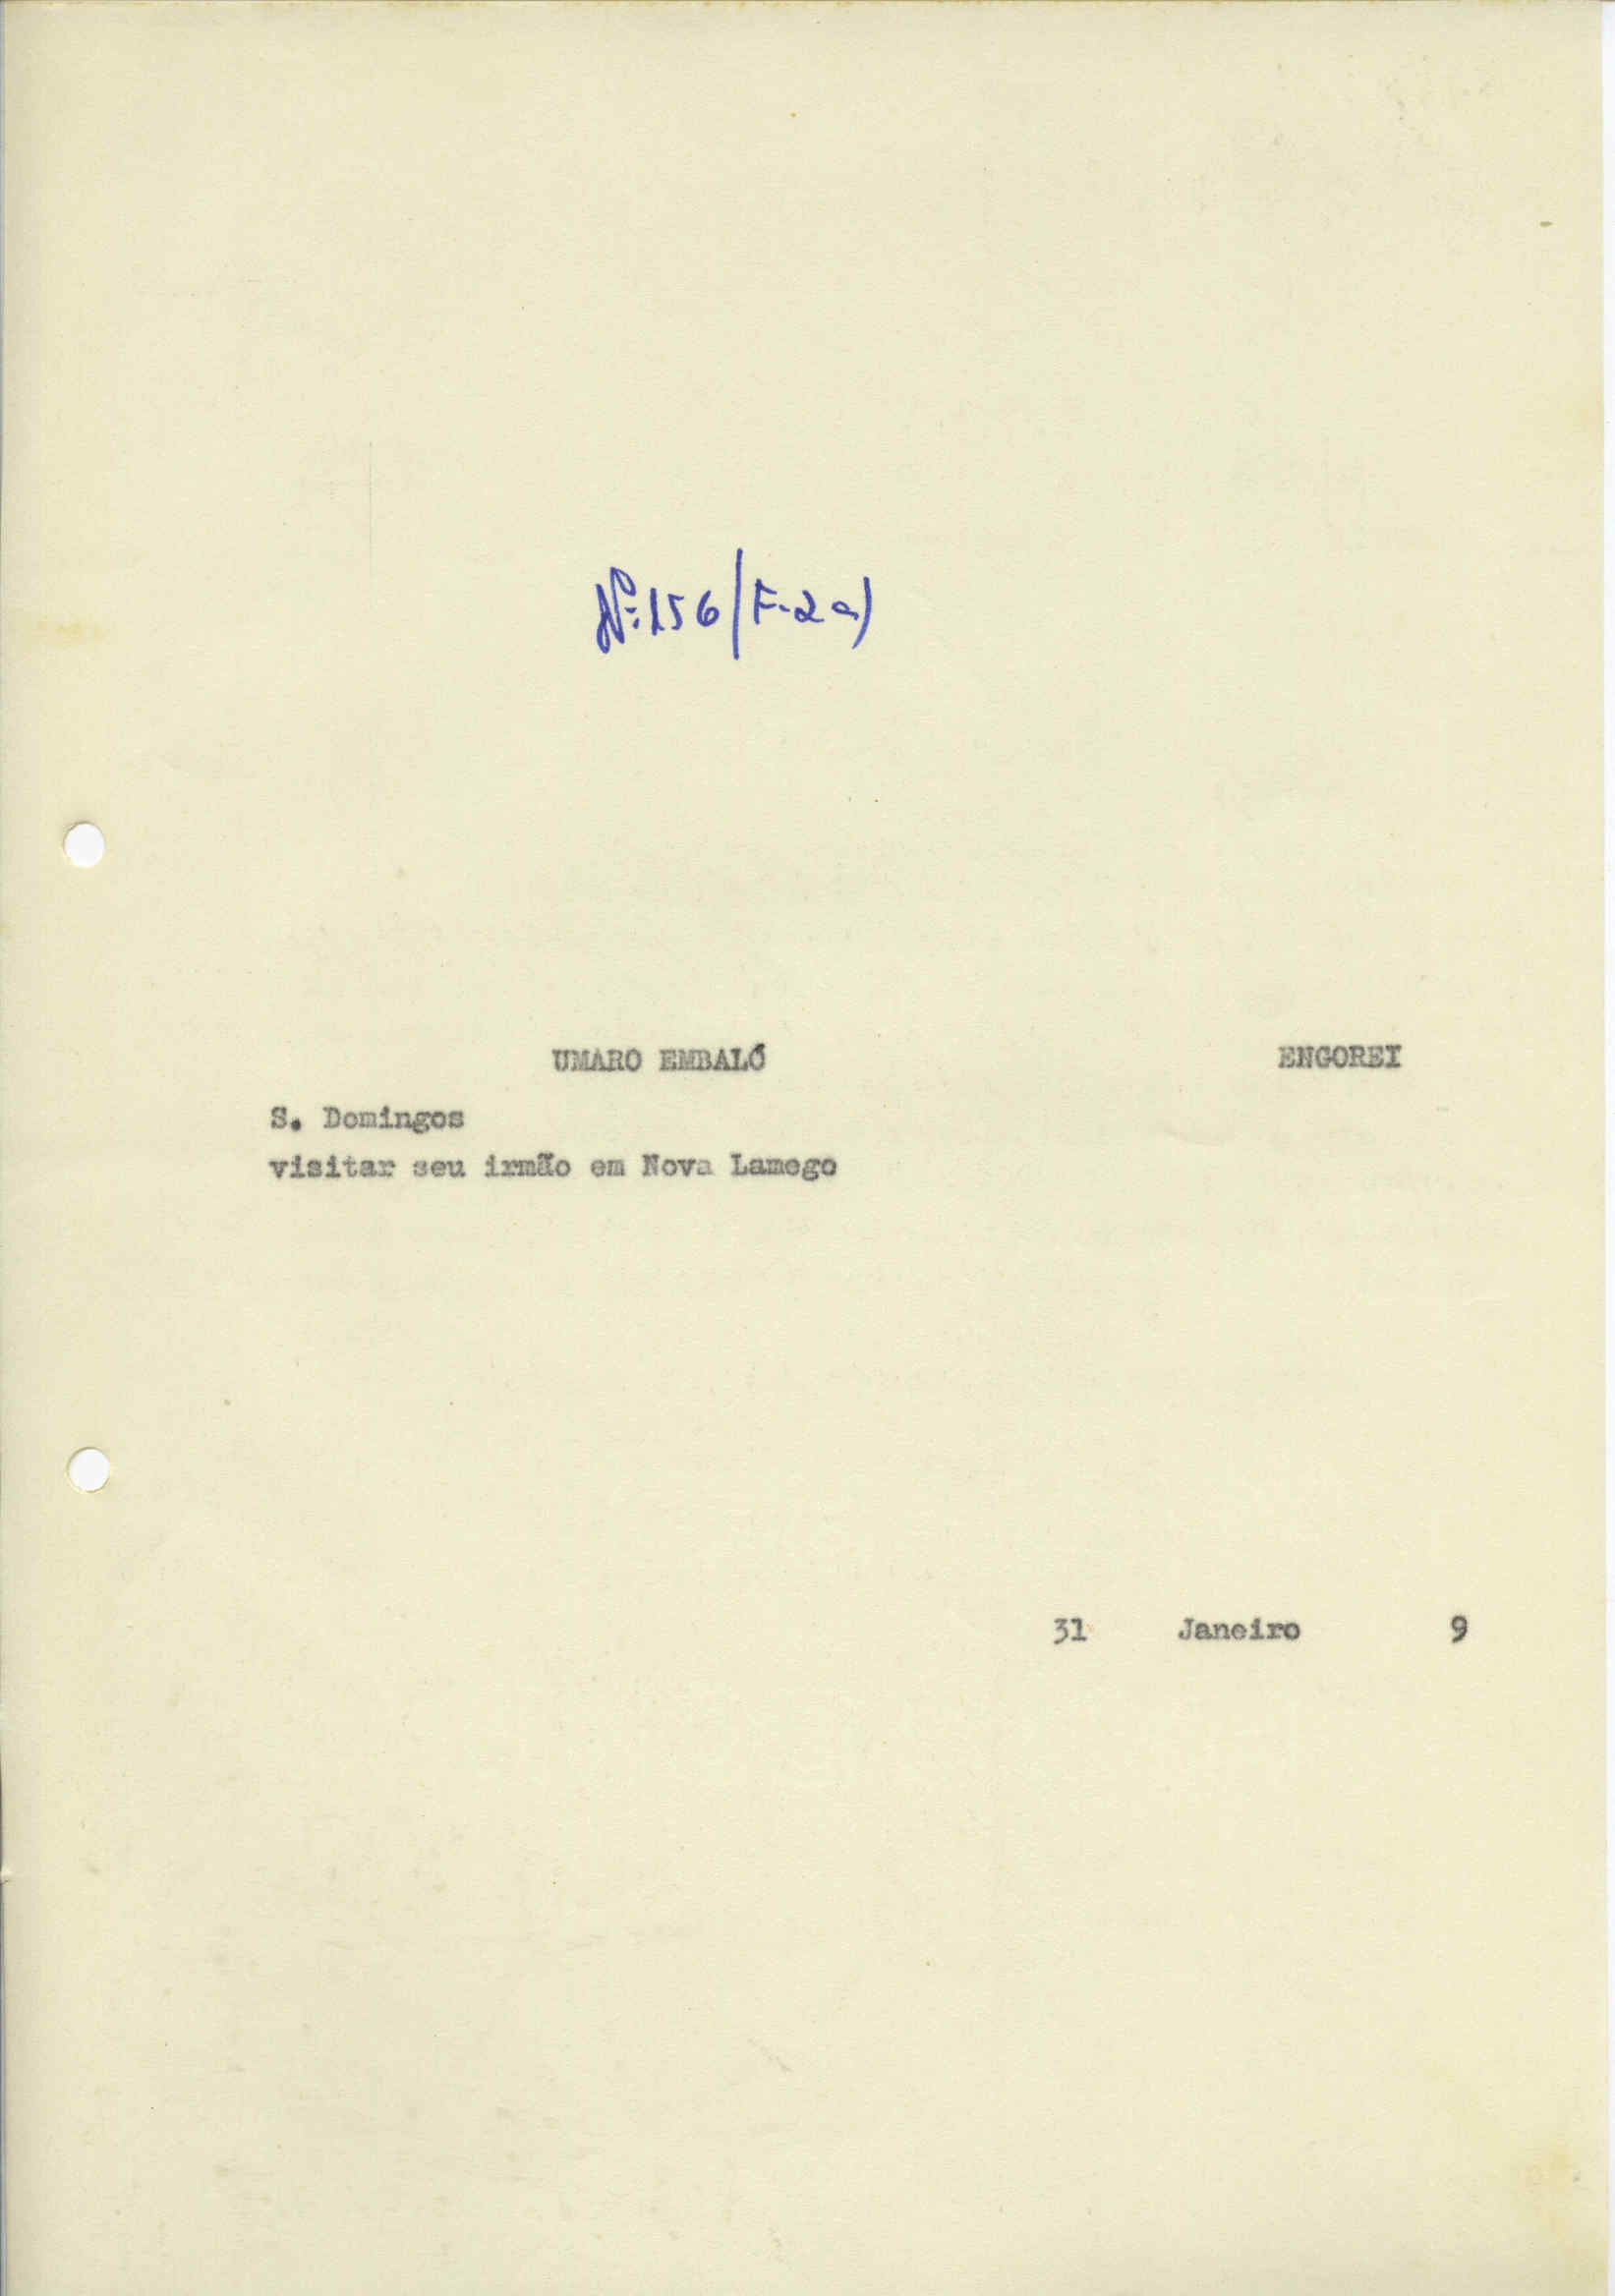 Nº:156/F-2a)
UMARO EMBALÓ ENGOREI
S. Domingos
visitar seu irmão em Nova Lamego
31 Janeiro 9